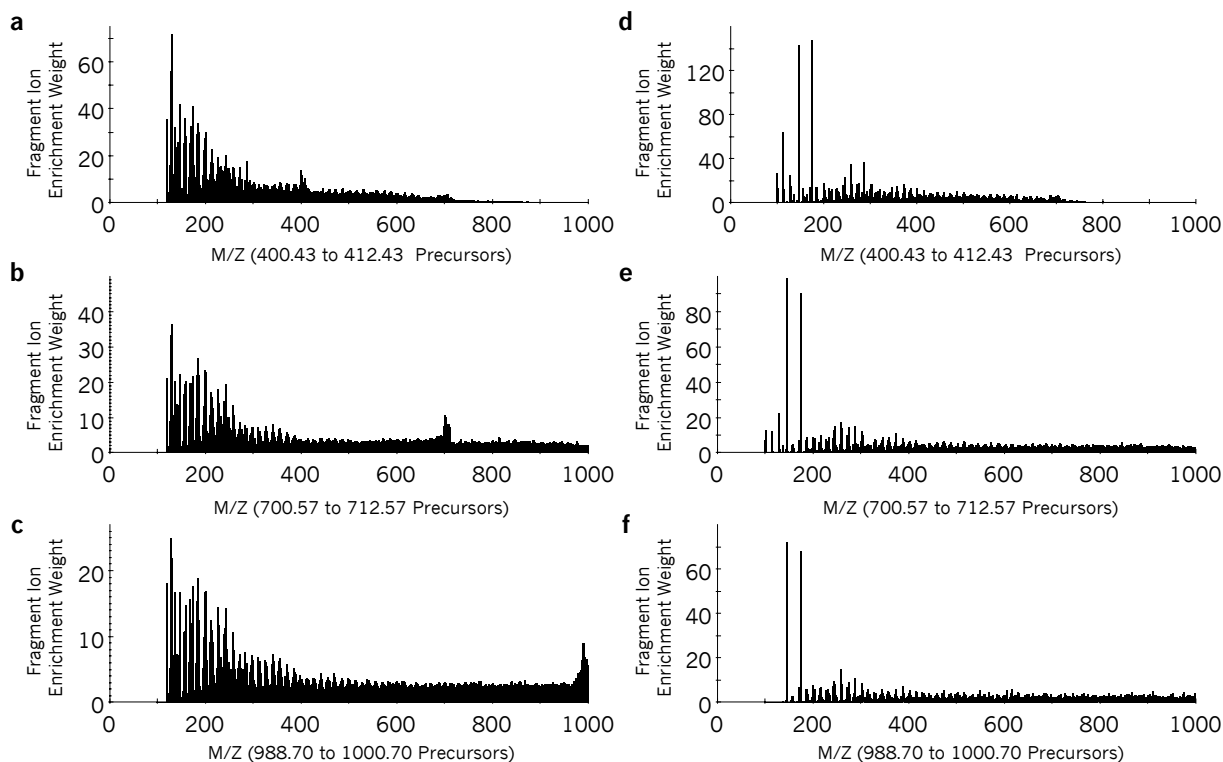 a
Fragment Ion
Enrichment Weight
60
40
20
0
0 200 400 600 800 1000
M/Z (400.43 to 412.43 Precursors)
b
Fragment Ion
Enrichment Weight
40
30
20
10
0
0 200 400 600 800 1000
M/Z (700.57 to 712.57 Precursors)
c
Fragment Ion
Enrichment Weight
20
10
0
0 200 400 600 800 1000
M/Z (988.70 to 1000.70 Precursors)
d
Fragment Ion
Enrichment Weight
120
80
40
0
0 200 400 600 800 1000
M/Z (400.43 to 412.43 Precursors)
e
Fragment Ion
Enrichment Weight
80
60
40
20
0
0 200 400 600 800 1000
M/Z (700.57 to 712.57 Precursors)
f
Fragment Ion
Enrichment Weight
60
40
20
0
0 200 400 600 800 1000
M/Z (988.70 to 1000.70 Precursors)